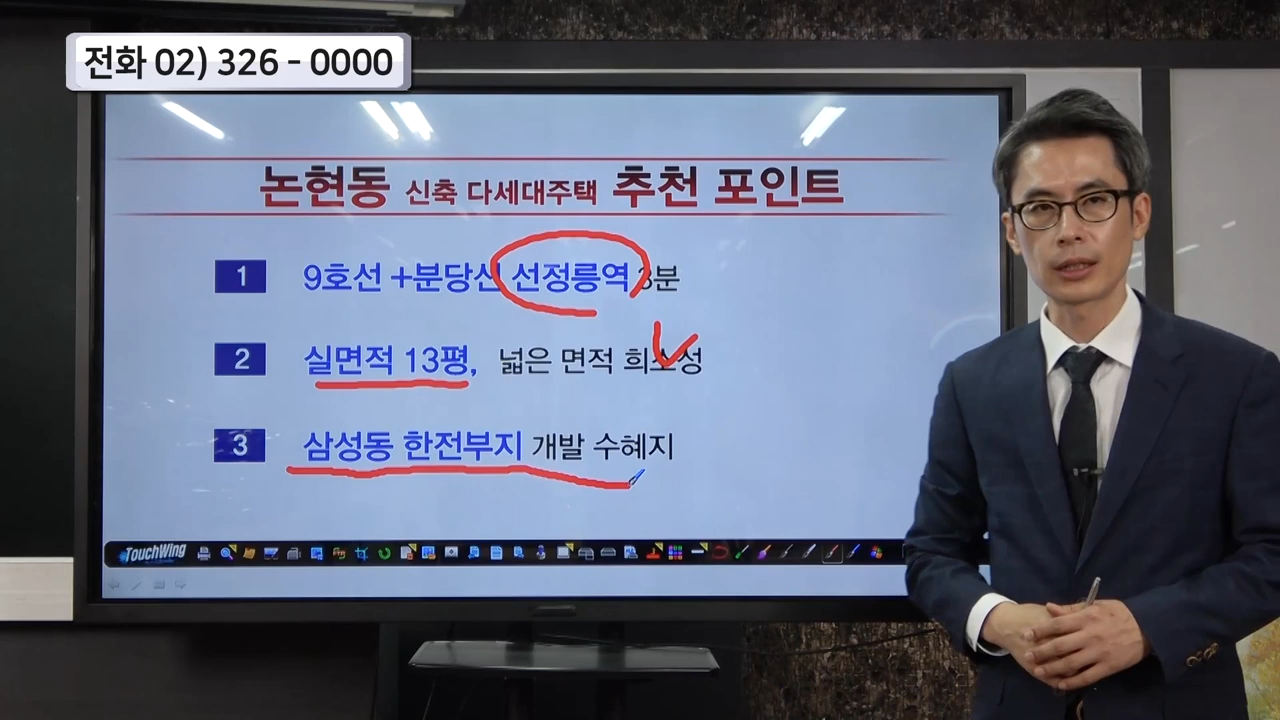 전화 02) 326 - 0000
논현동 신축 다세대주택 추천 포인트
1 9호선 +분당선 선정릉역 3분
2 실면적 13평, 넓은 면적 희소성
3 삼성동 한전부지 개발 수혜지
TouchWing